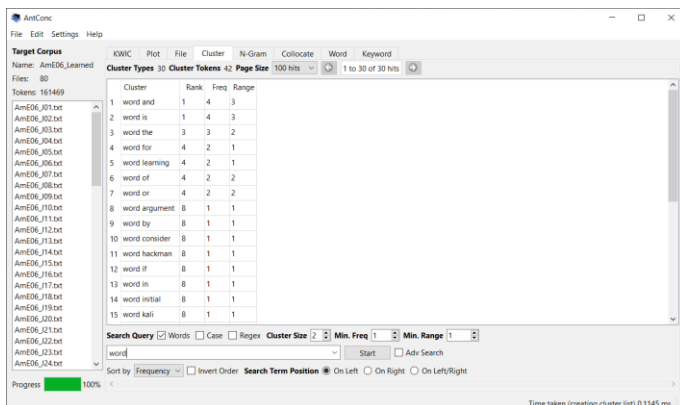 AntConc
File Edit Settings Help
Target Corpus
Name: AmE06_Learned
Files: 80
Tokens: 161469
AmE06_J01.txt
AmE06_J02.txt
AmE06_J03.txt
AmE06_J04.txt
AmE06_J05.txt
AmE06_J06.txt
AmE06_J07.txt
AmE06_J08.txt
AmE06_J09.txt
AmE06_J10.txt
AmE06_J11.txt
AmE06_J12.txt
AmE06_J13.txt
AmE06_J14.txt
AmE06_J15.txt
AmE06_J16.txt
AmE06_J17.txt
AmE06_J18.txt
AmE06_J19.txt
AmE06_J20.txt
AmE06_J21.txt
AmE06_J22.txt
AmE06_J23.txt
AmE06_J24.txt
Progress 100%
KWIC Plot File Cluster N-Gram Collocate Word Keyword
Cluster Types 30 Cluster Tokens 42 Page Size 100 hits 1 to 30 of 30 hits
Cluster Rank Freq Range
1 word and 1 4 3
2 word is 1 4 3
3 word the 3 3 2
4 word for 4 2 1
5 word learning 4 2 1
6 word of 4 2 2
7 word or 4 2 2
8 word argument 8 1 1
9 word by 8 1 1
10 word consider 8 1 1
11 word hackman 8 1 1
12 word if 8 1 1
13 word in 8 1 1
14 word initial 8 1 1
15 word kali 8 1 1
Search Query Words Case Regex Cluster Size 2 Min. Freq 1 Min. Range 1
word Start Adv Search
Sort by Frequency Invert Order Search Term Position On Left On Right On Left/Right
Time taken (creating cluster list) 0.1145 ms